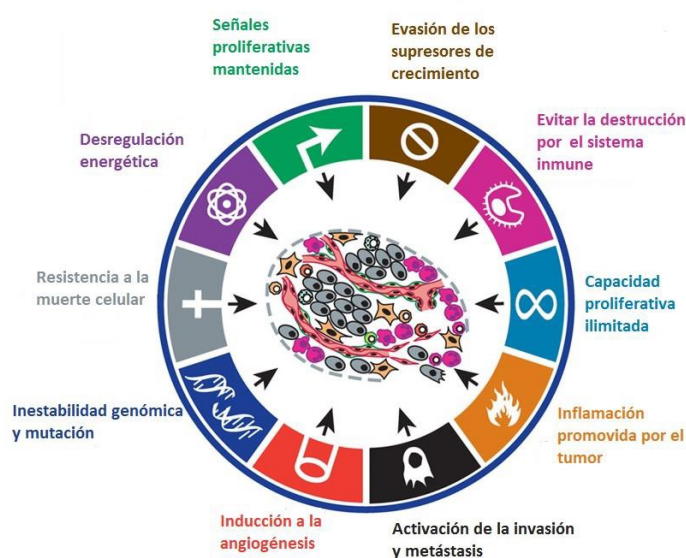 Señales
proliferativas
mantenidas
Evasión de los
supresores de
crecimiento
Desregulación
energética
Evitar la destrucción
por el sistema
inmune
Resistencia a la
muerte celular
Capacidad
proliferativa
ilimitada
Inestabilidad genómica
y mutación
Inflamación
promovida por el
tumor
Inducción a la
angiogénesis
Activación de la invasión
y metástasis